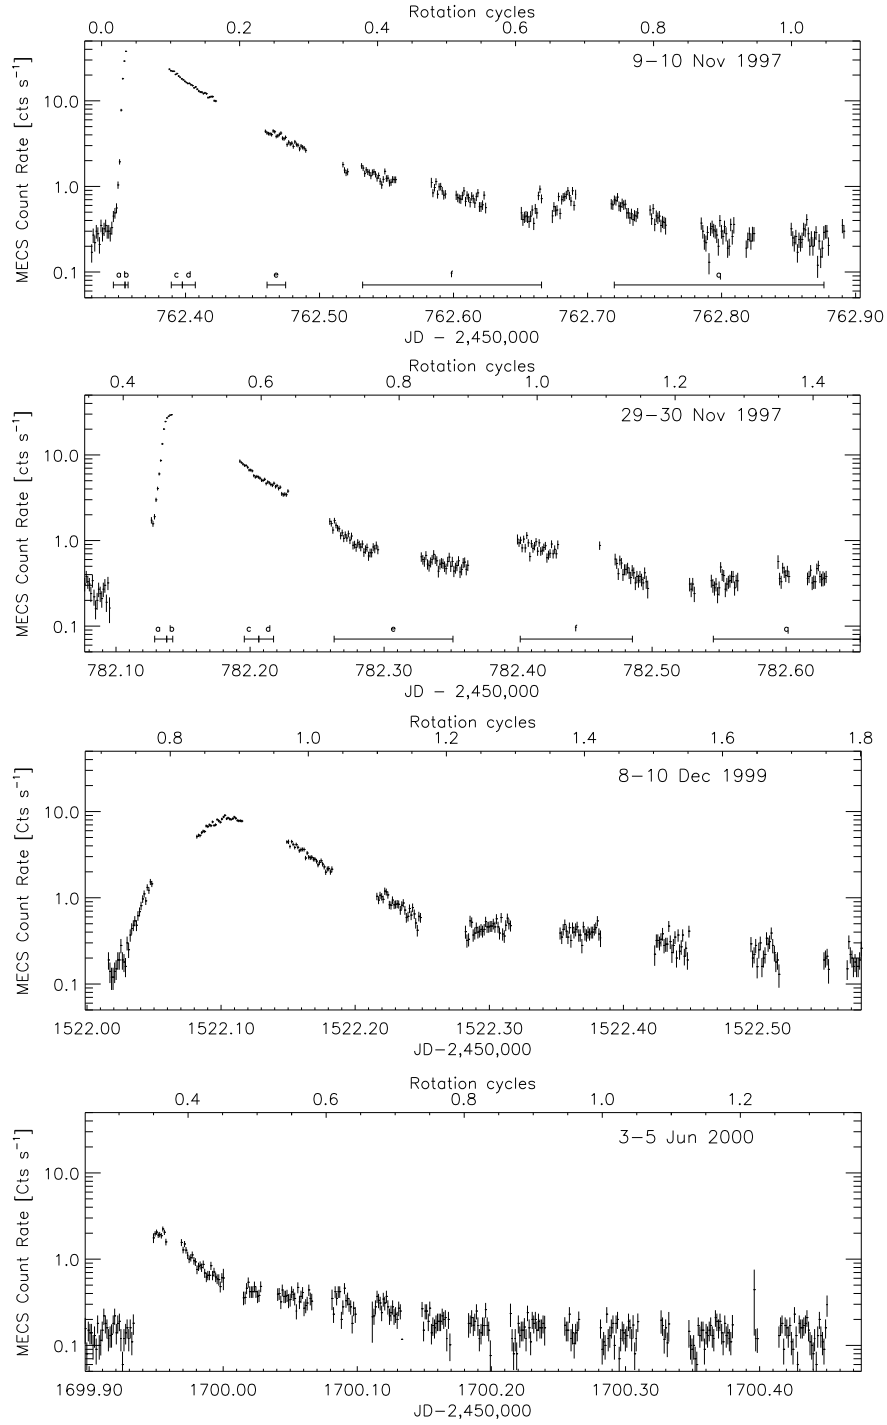 Rotation cycles
0.0 0.2 0.4 0.6 0.8 1.0
9-10 Nov 1997
MECS Count Rate [cts s⁻¹]
10.0
1.0
0.1
a b c d e f g
762.40 762.50 762.60 762.70 762.80 762.90
JD - 2,450,000
Rotation cycles
0.4 0.6 0.8 1.0 1.2 1.4
29-30 Nov 1997
MECS Count Rate [cts s⁻¹]
10.0
1.0
0.1
a b c d e f g
782.10 782.20 782.30 782.40 782.50 782.60
JD - 2,450,000
Rotation cycles
0.8 1.0 1.2 1.4 1.6 1.8
8-10 Dec 1999
MECS Count Rate [Cts s⁻¹]
10.0
1.0
0.1
1522.00 1522.10 1522.20 1522.30 1522.40 1522.50
JD-2,450,000
Rotation cycles
0.4 0.6 0.8 1.0 1.2
3-5 Jun 2000
MECS Count Rate [Cts s⁻¹]
10.0
1.0
0.1
1699.90 1700.00 1700.10 1700.20 1700.30 1700.40
JD-2,450,000